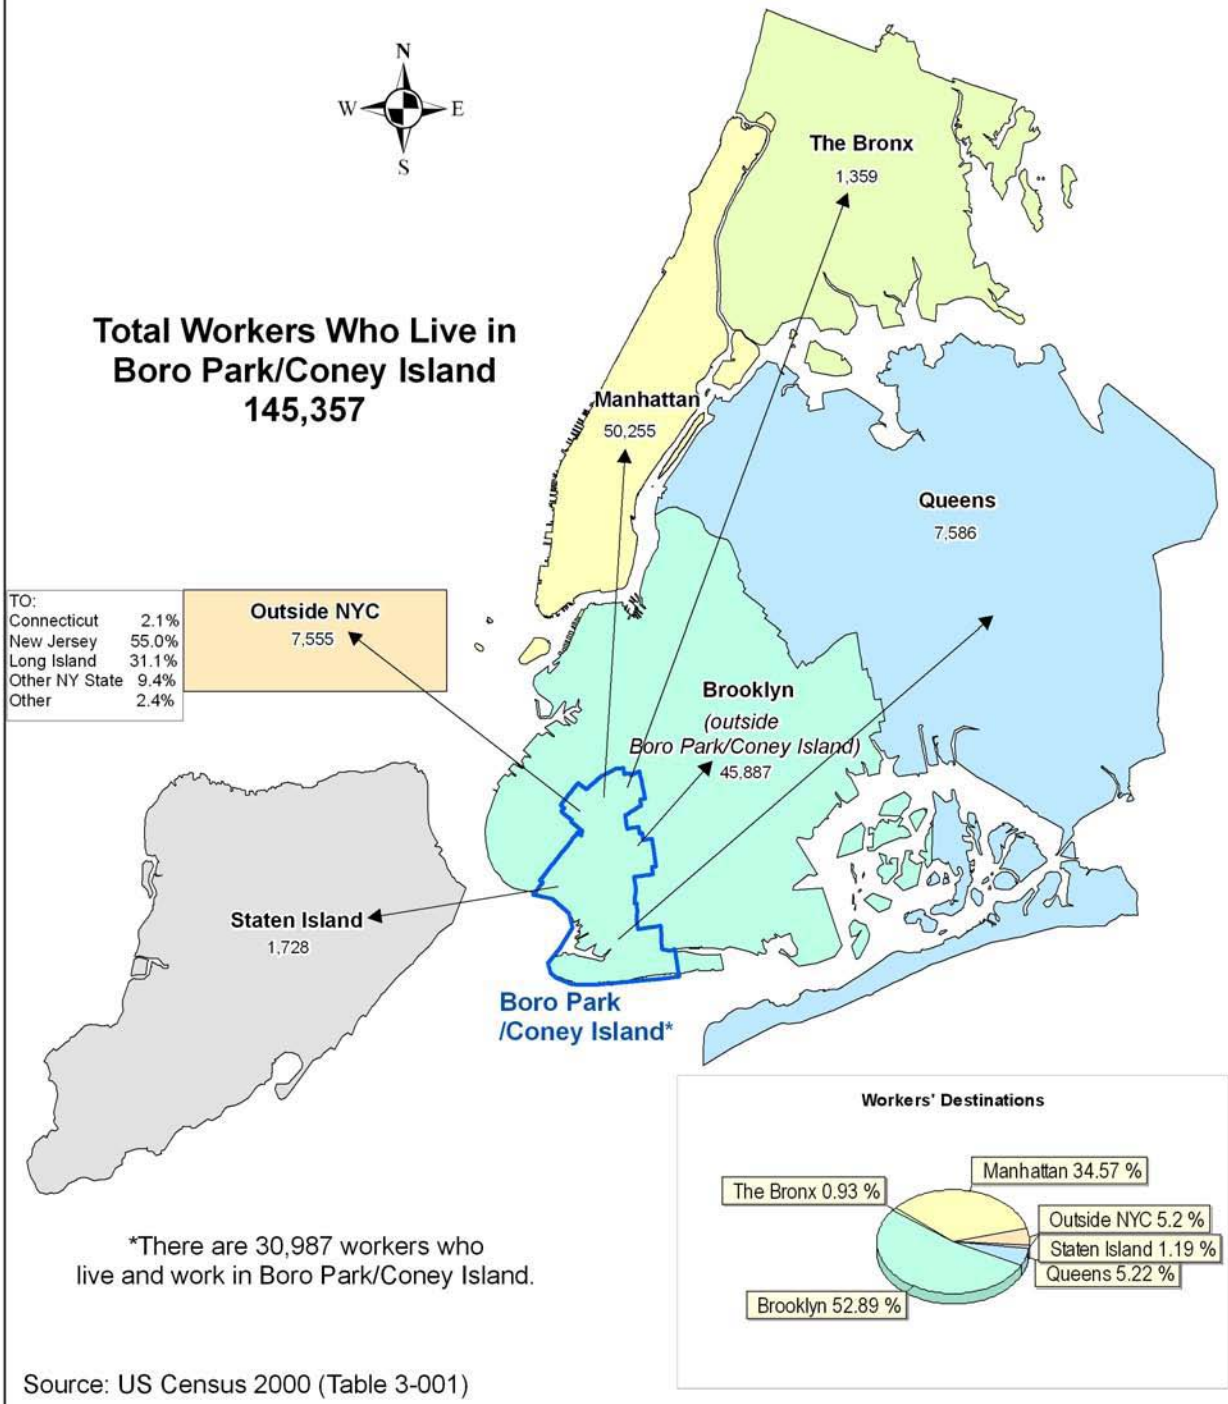 N
W
E
S
The Bronx
1,359
Total Workers Who Live in
Boro Park/Coney Island
145,357
Manhattan
50,255
Queens
7,586
TO:
Connecticut 2.1%
New Jersey 55.0%
Long Island 31.1%
Other NY State 9.4%
Other 2.4%
Outside NYC
7,555
Brooklyn
(outside
Boro Park/Coney Island)
45,887
Staten Island
1,728
Boro Park
/Coney Island*
Workers' Destinations
Manhattan 34.57 %
The Bronx 0.93 %
Outside NYC 5.2 %
Staten Island 1.19 %
Queens 5.22 %
Brooklyn 52.89 %
*There are 30,987 workers who
live and work in Boro Park/Coney Island.
Source: US Census 2000 (Table 3-001)